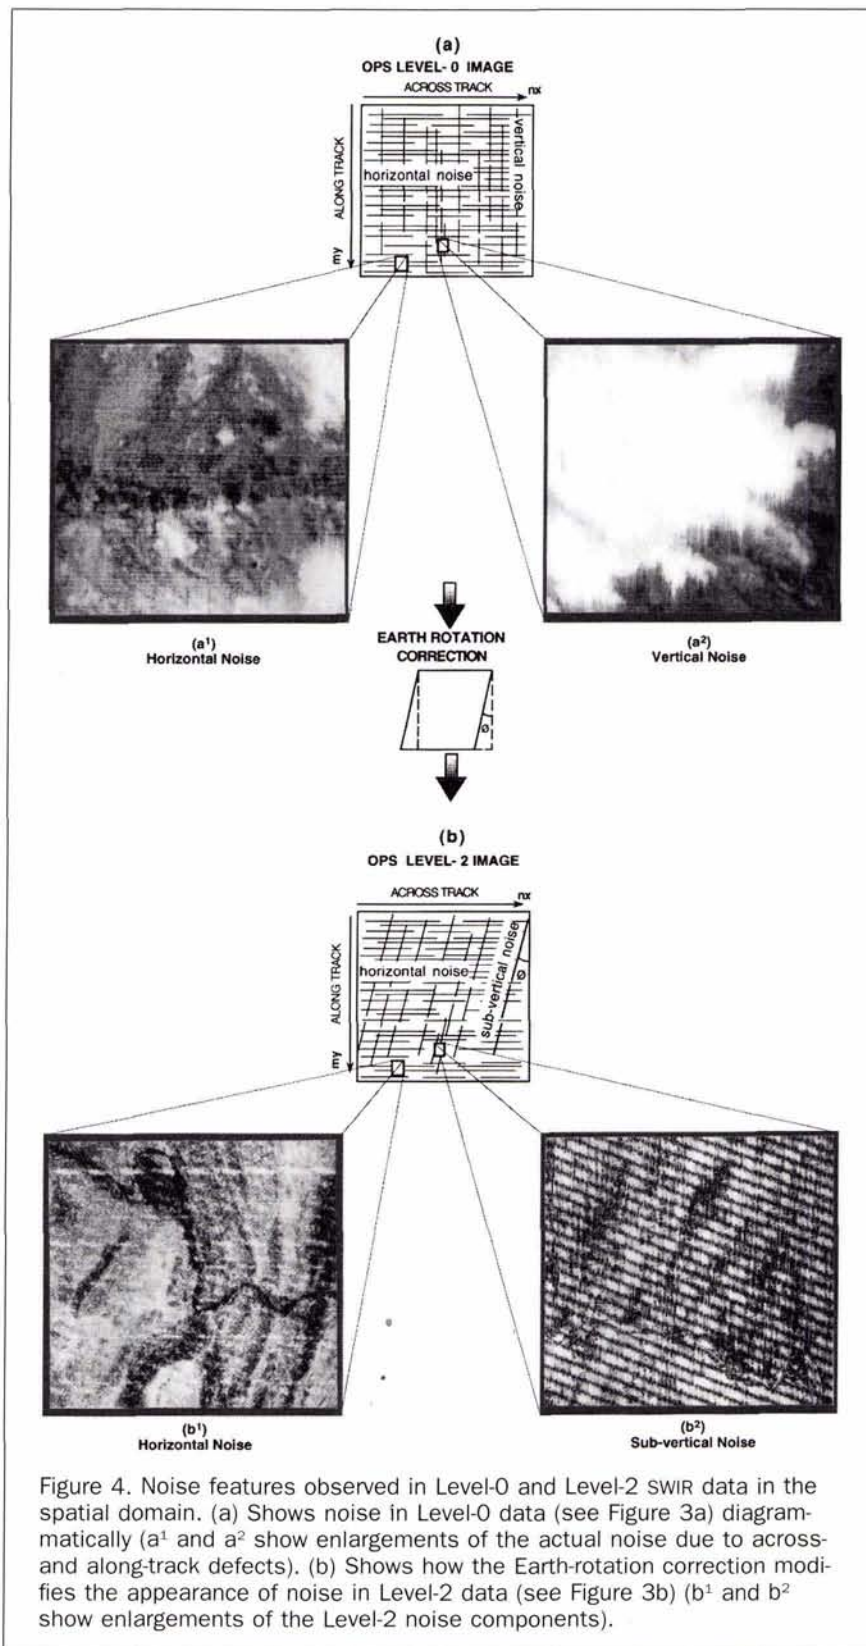 (a)
OPS LEVEL- 0 IMAGE
ACROSS TRACK nx
ALONG TRACK
my
horizontal noise
vertical noise
(a¹)
Horizontal Noise
(a²)
Vertical Noise
EARTH ROTATION
CORRECTION
ø
(b)
OPS LEVEL- 2 IMAGE
ACROSS TRACK nx
ALONG TRACK
my
horizontal noise
sub-vertical noise
ø
(b¹)
Horizontal Noise
(b²)
Sub-vertical Noise
Figure 4. Noise features observed in Level-0 and Level-2 SWIR data in the
spatial domain. (a) Shows noise in Level-0 data (see Figure 3a) diagram-
matically (a¹ and a² show enlargements of the actual noise due to across-
and along-track defects). (b) Shows how the Earth-rotation correction modi-
fies the appearance of noise in Level-2 data (see Figure 3b) (b¹ and b²
show enlargements of the Level-2 noise components).